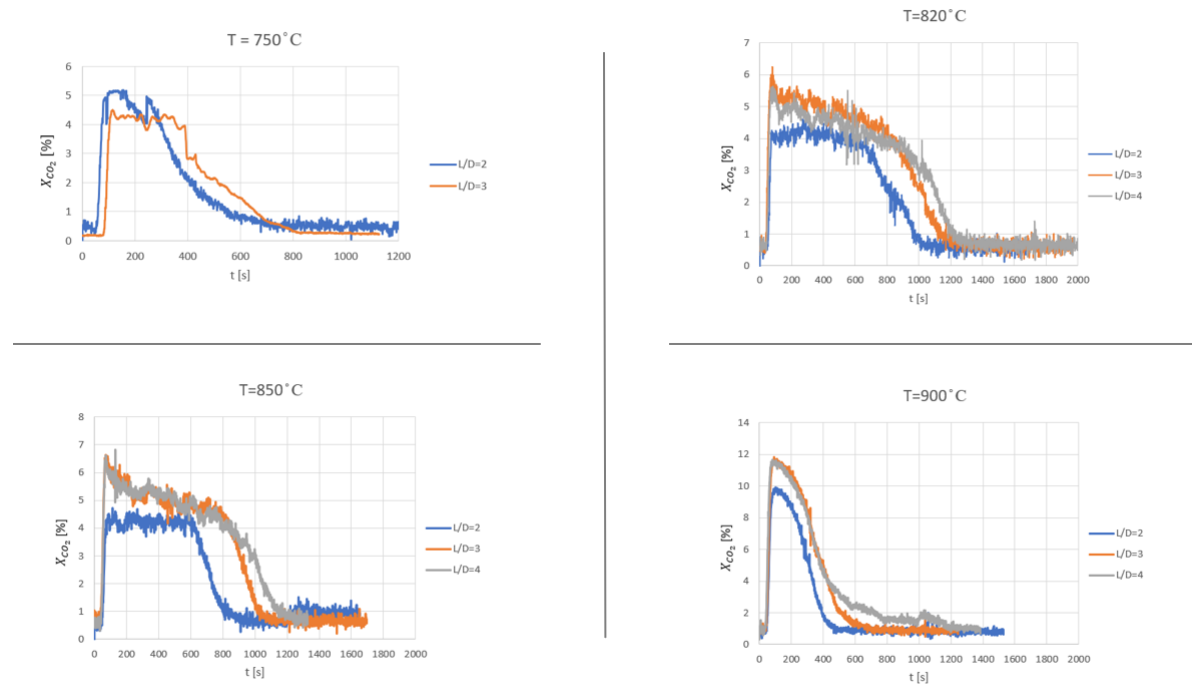 T = 750°C
6
5
4
3
2
1
0
X_CO₂ [%]
0 200 400 600 800 1000 1200
t [s]
L/D=2
L/D=3
T=820°C
7
6
5
4
3
2
1
0
X_CO₂ [%]
0 200 400 600 800 1000 1200 1400 1600 1800 2000
t [s]
L/D=2
L/D=3
L/D=4
T=850°C
8
7
6
5
4
3
2
1
0
X_CO₂ [%]
0 200 400 600 800 1000 1200 1400 1600 1800 2000
t [s]
L/D=2
L/D=3
L/D=4
T=900°C
14
12
10
8
6
4
2
0
X_CO₂ [%]
0 200 400 600 800 1000 1200 1400 1600 1800 2000
t [s]
L/D=2
L/D=3
L/D=4